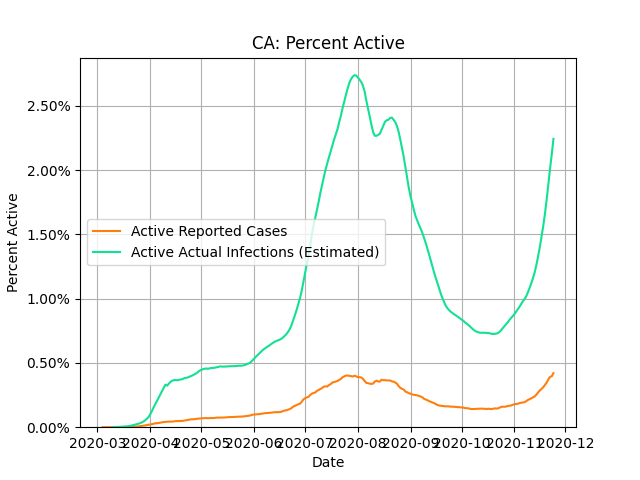 CA: Percent Active
2.50%
2.00%
1.50%
1.00%
0.50%
0.00%
Percent Active
Active Reported Cases
Active Actual Infections (Estimated)
2020-03 2020-04 2020-05 2020-06 2020-07 2020-08 2020-09 2020-10 2020-11 2020-12
Date